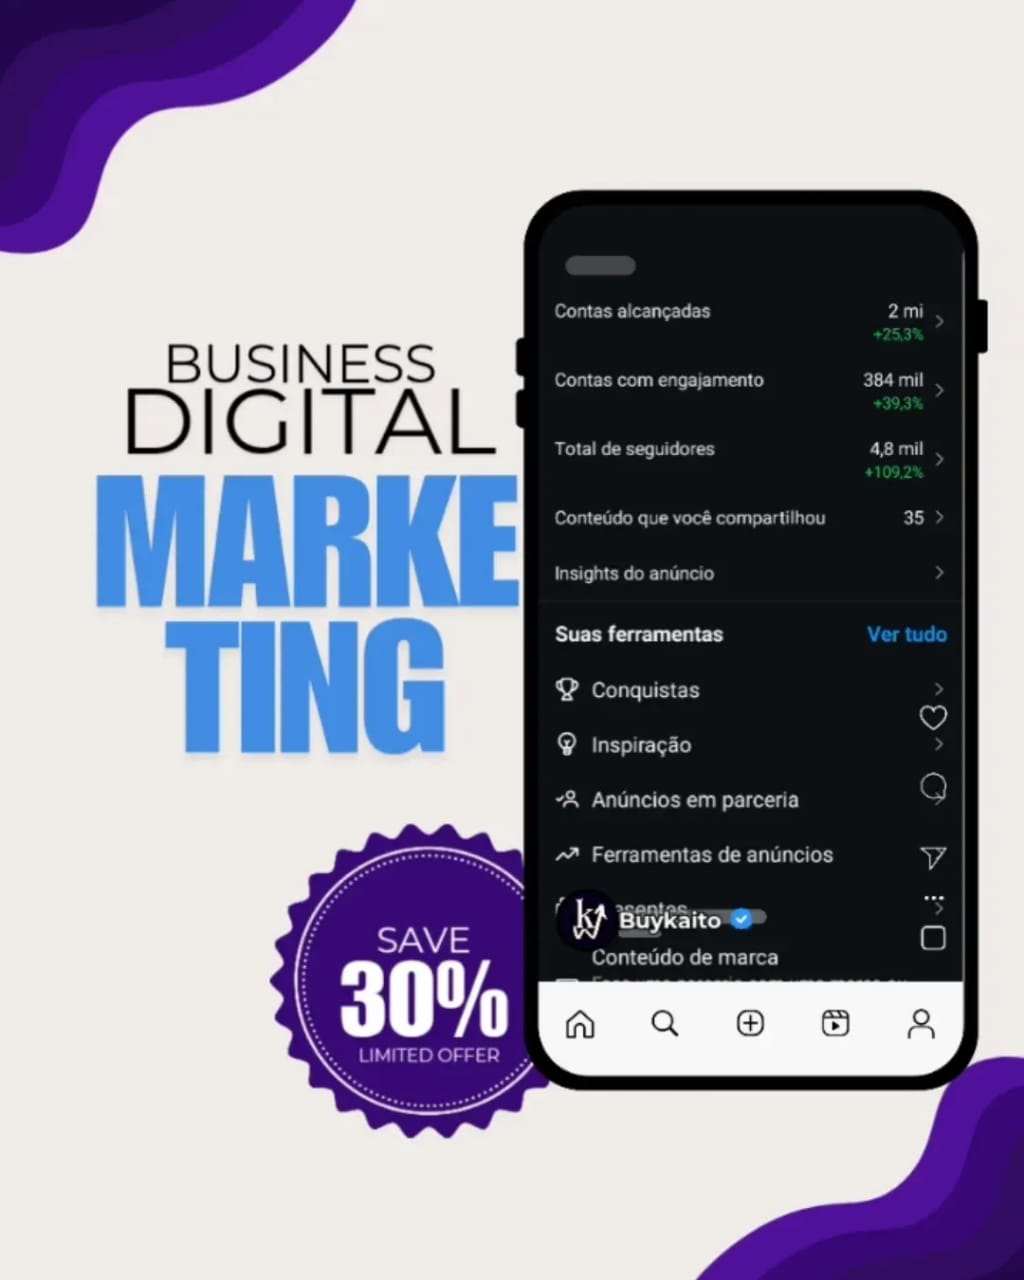 BUSINESS
DIGITAL
MARKE
TING
SAVE
30%
LIMITED OFFER
Contas alcançadas 2 mi
+25,3%
Contas com engajamento 384 mil
+39,3%
Total de seguidores 4,8 mil
+109,2%
Conteúdo que você compartilhou 35
Insights do anúncio
Suas ferramentas Ver tudo
Conquistas
Inspiração
Anúncios em parceria
Ferramentas de anúncios
Buykaito
Conteúdo de marca